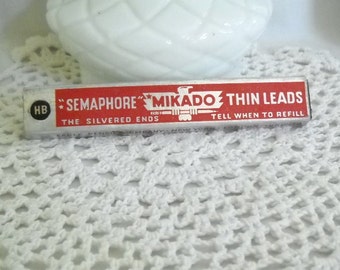 HB
"SEMAPHORE" "MIKADO" THIN LEADS
THE SILVERED ENDS TELL WHEN TO REFILL